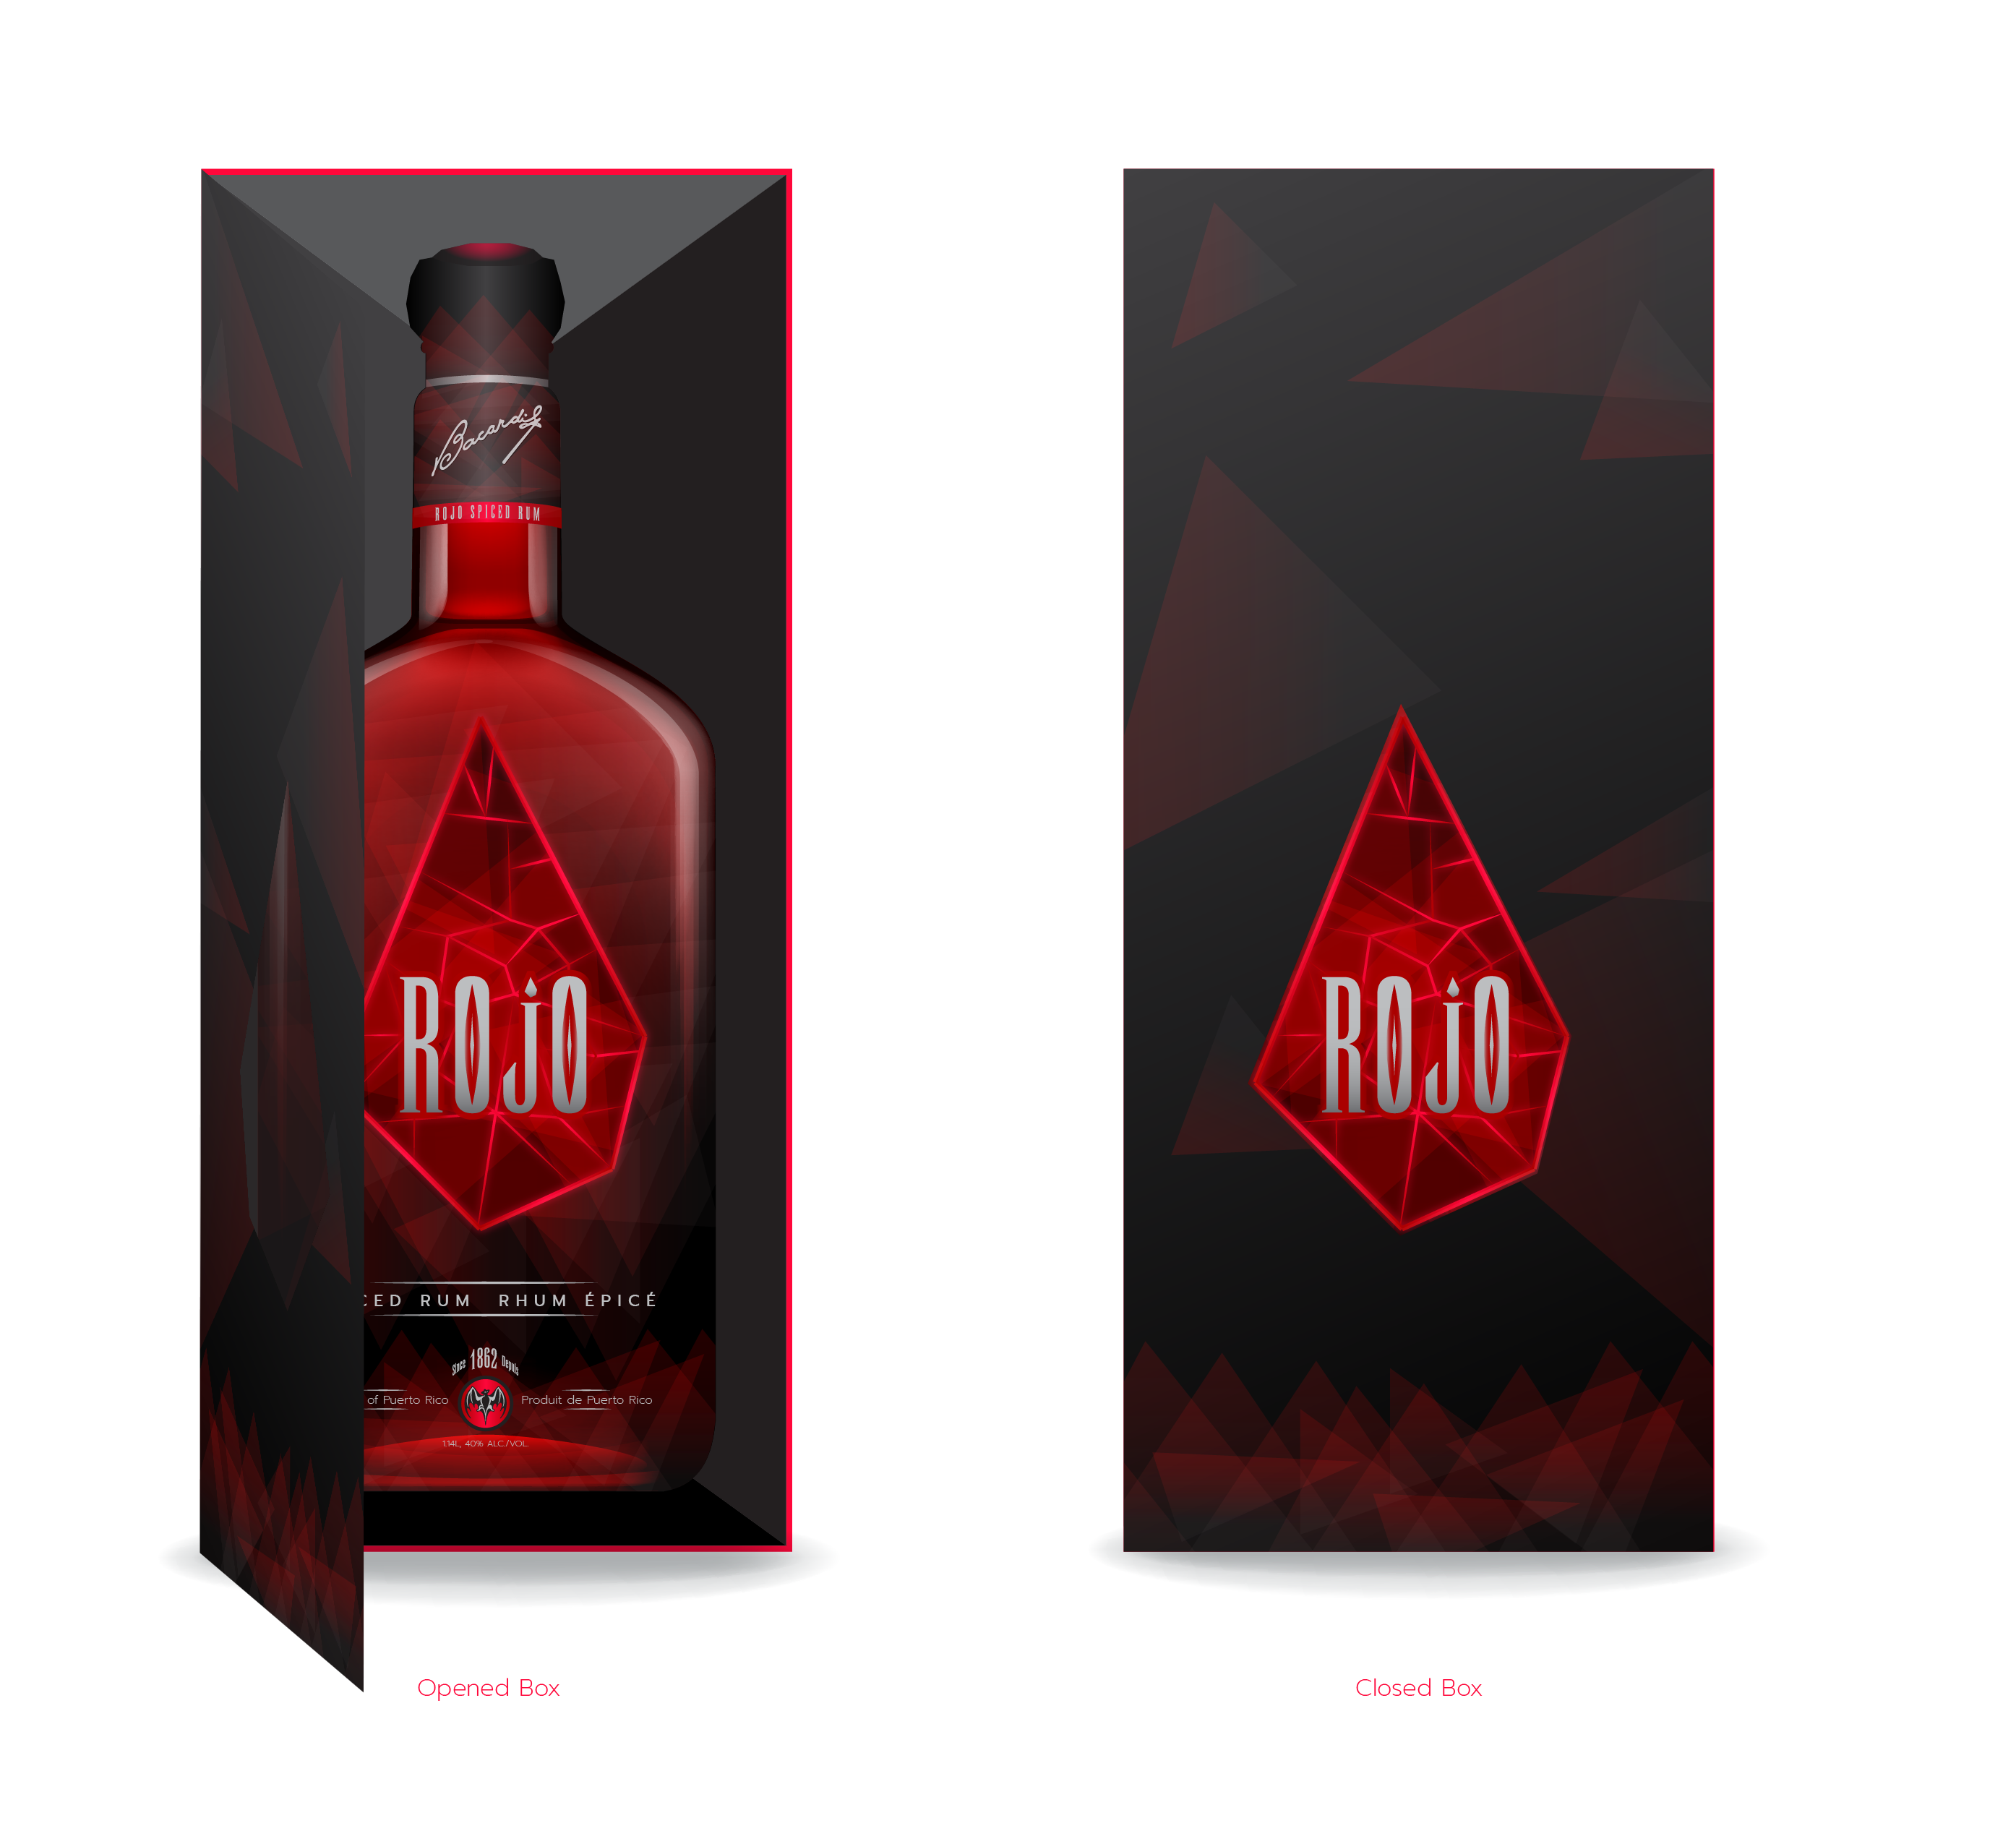 Bacardi
ROJO SPICED RUM
ROJO
CED RUM RHUM ÉPICÉ
Since 1862 Depuis
of Puerto Rico Produit de Puerto Rico
1.14L, 40% ALC./VOL.
Opened Box
ROJO
Closed Box